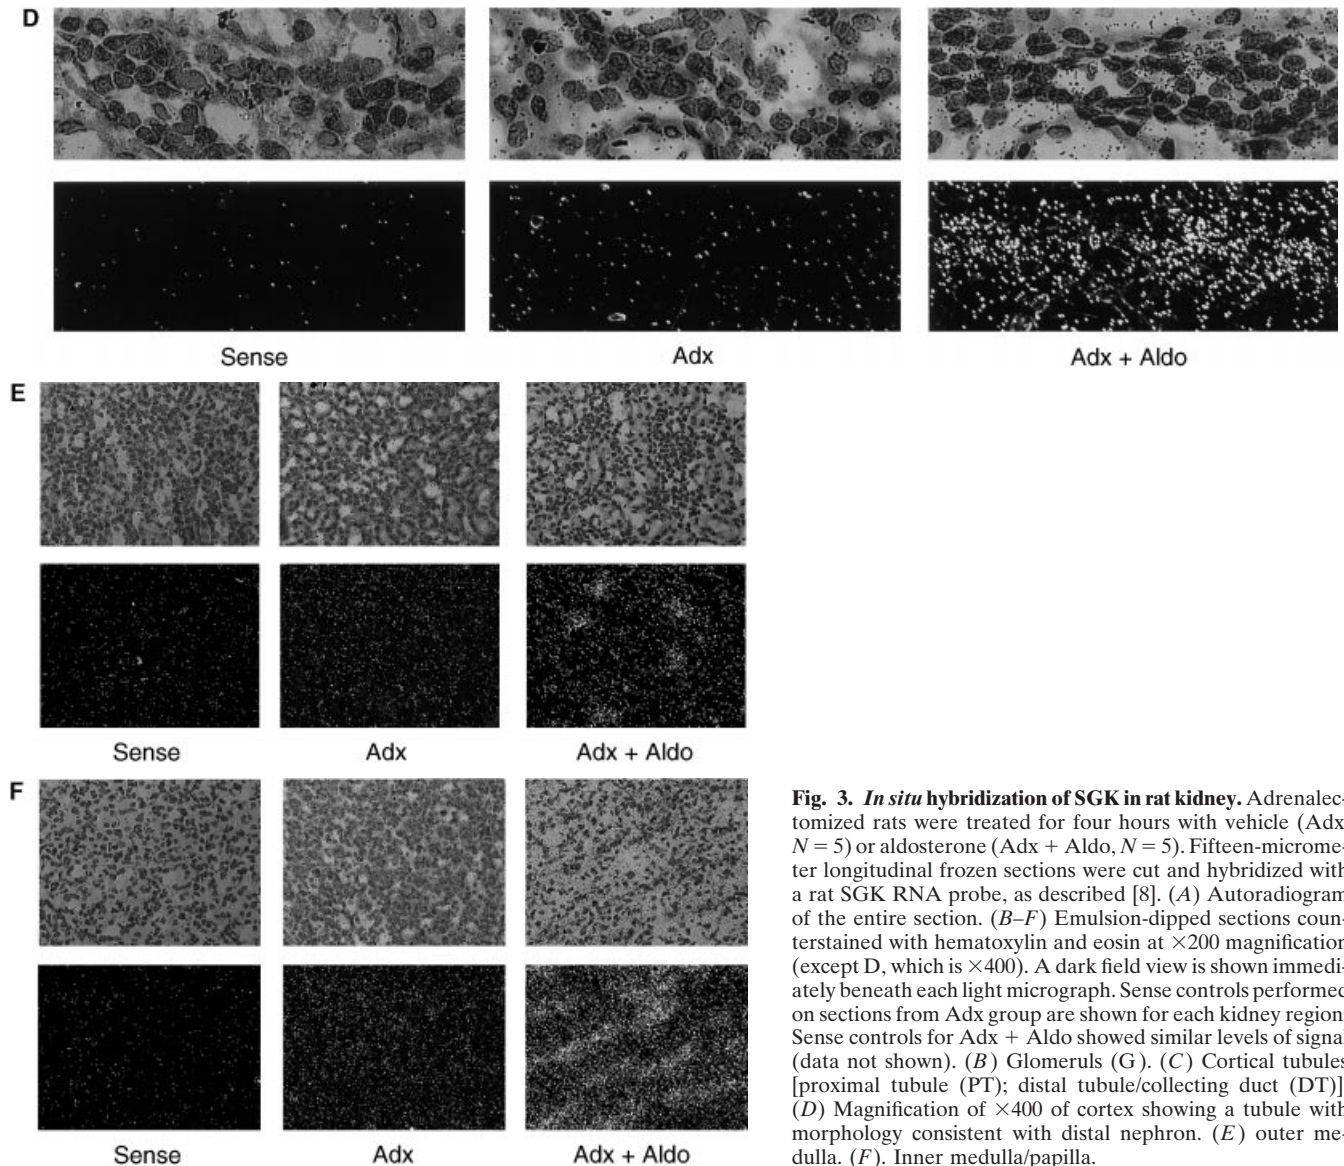 D
Sense Adx Adx + Aldo
E
Sense Adx Adx + Aldo
F
Sense Adx Adx + Aldo
Fig. 3. In situ hybridization of SGK in rat kidney. Adrenalec-
tomized rats were treated for four hours with vehicle (Adx
N = 5) or aldosterone (Adx + Aldo, N = 5). Fifteen-microme-
ter longitudinal frozen sections were cut and hybridized with
a rat SGK RNA probe, as described [8]. (A) Autoradiogram
of the entire section. (B–F) Emulsion-dipped sections coun-
terstained with hematoxylin and eosin at ×200 magnification
(except D, which is ×400). A dark field view is shown immedi-
ately beneath each light micrograph. Sense controls performed
on sections from Adx group are shown for each kidney region
Sense controls for Adx + Aldo showed similar levels of signa
(data not shown). (B) Glomeruls (G). (C) Cortical tubules
[proximal tubule (PT); distal tubule/collecting duct (DT)]
(D) Magnification of ×400 of cortex showing a tubule with
morphology consistent with distal nephron. (E) outer me-
dulla. (F). Inner medulla/papilla.